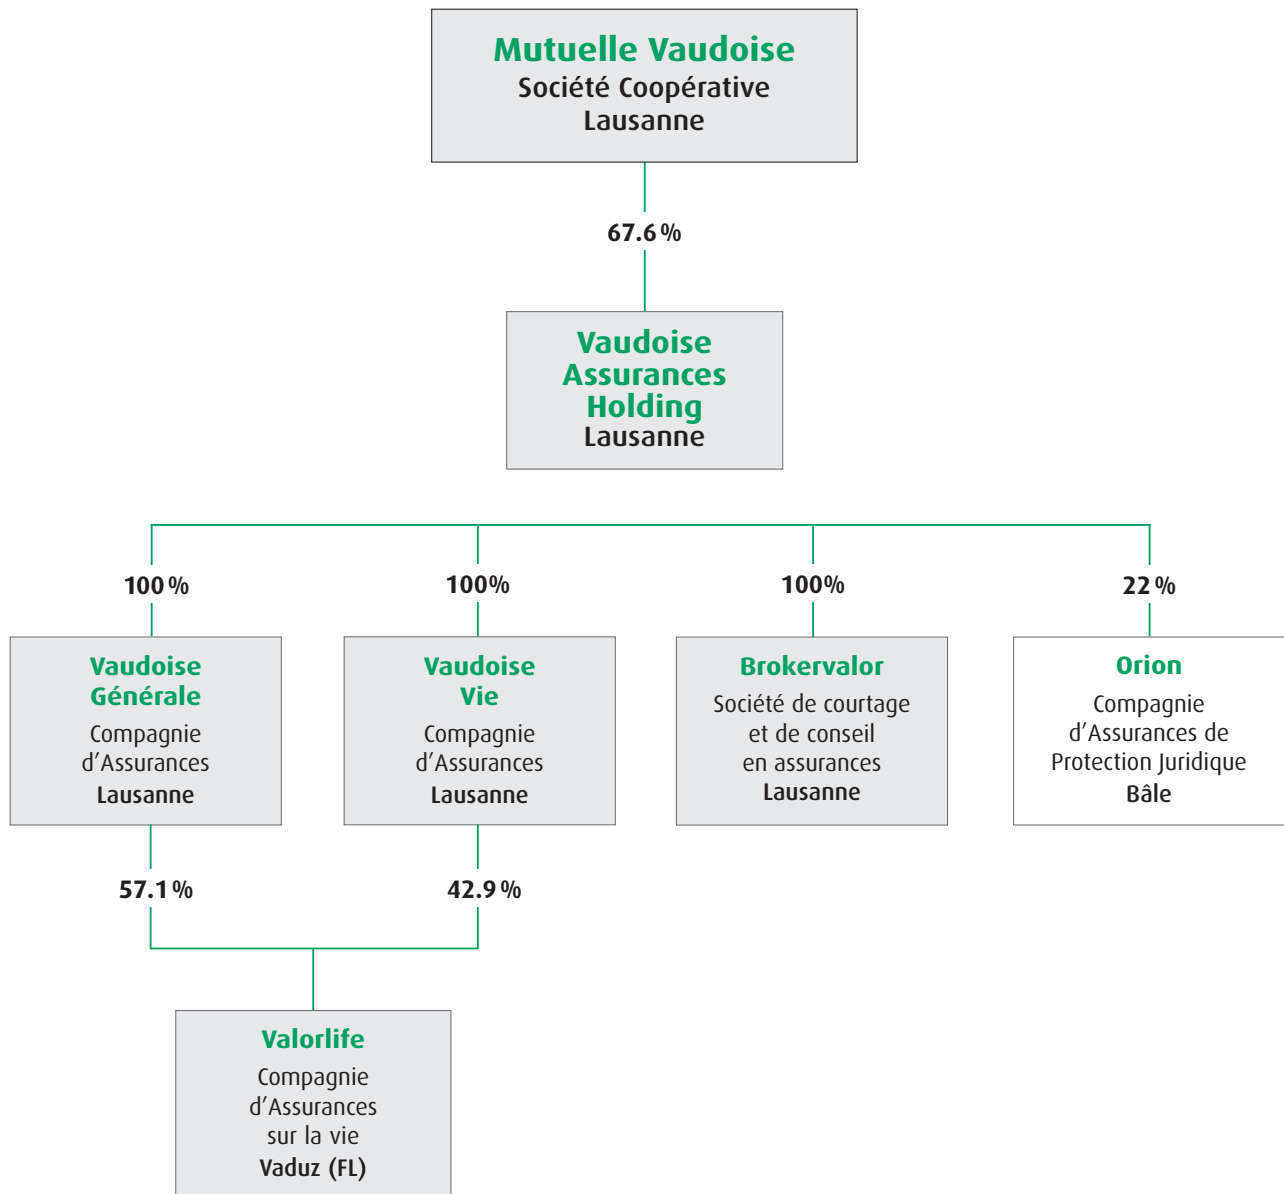 Mutuelle Vaudoise
Société Coopérative
Lausanne
67.6 %
Vaudoise
Assurances
Holding
Lausanne
100 %
100%
100%
22 %
Vaudoise
Générale
Compagnie
d’Assurances
Lausanne
Vaudoise
Vie
Compagnie
d’Assurances
Lausanne
Brokervalor
Société de courtage
et de conseil
en assurances
Lausanne
Orion
Compagnie
d’Assurances de
Protection Juridique
Bâle
57.1 %
42.9 %
Valorlife
Compagnie
d’Assurances
sur la vie
Vaduz (FL)